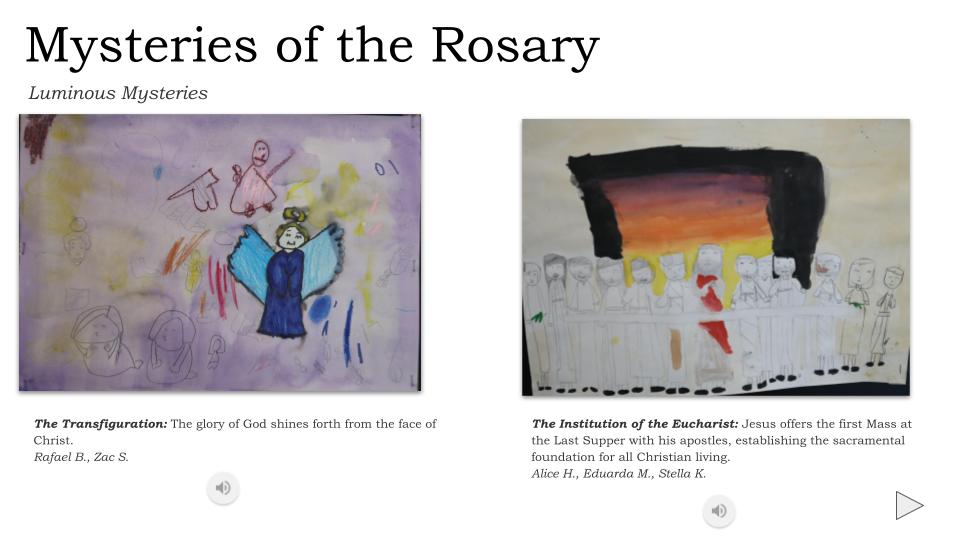 Mysteries of the Rosary
Luminous Mysteries
The Transfiguration: The glory of God shines forth from the face of
Christ.
Rafael B., Zac S.
The Institution of the Eucharist: Jesus offers the first Mass at
the Last Supper with his apostles, establishing the sacramental
foundation for all Christian living.
Alice H., Eduarda M., Stella K.